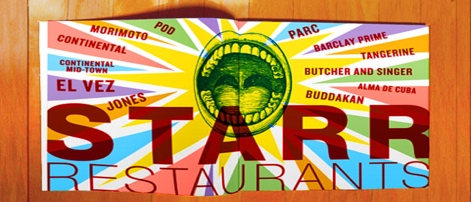 MORIMOTO
POD
CONTINENTAL
CONTINENTAL
MID-TOWN
EL VEZ
JONES
PARC
BARCLAY PRIME
TANGERINE
BUTCHER AND SINGER
ALMA DE CUBA
BUDDAKAN
STARR
RESTAURANTS